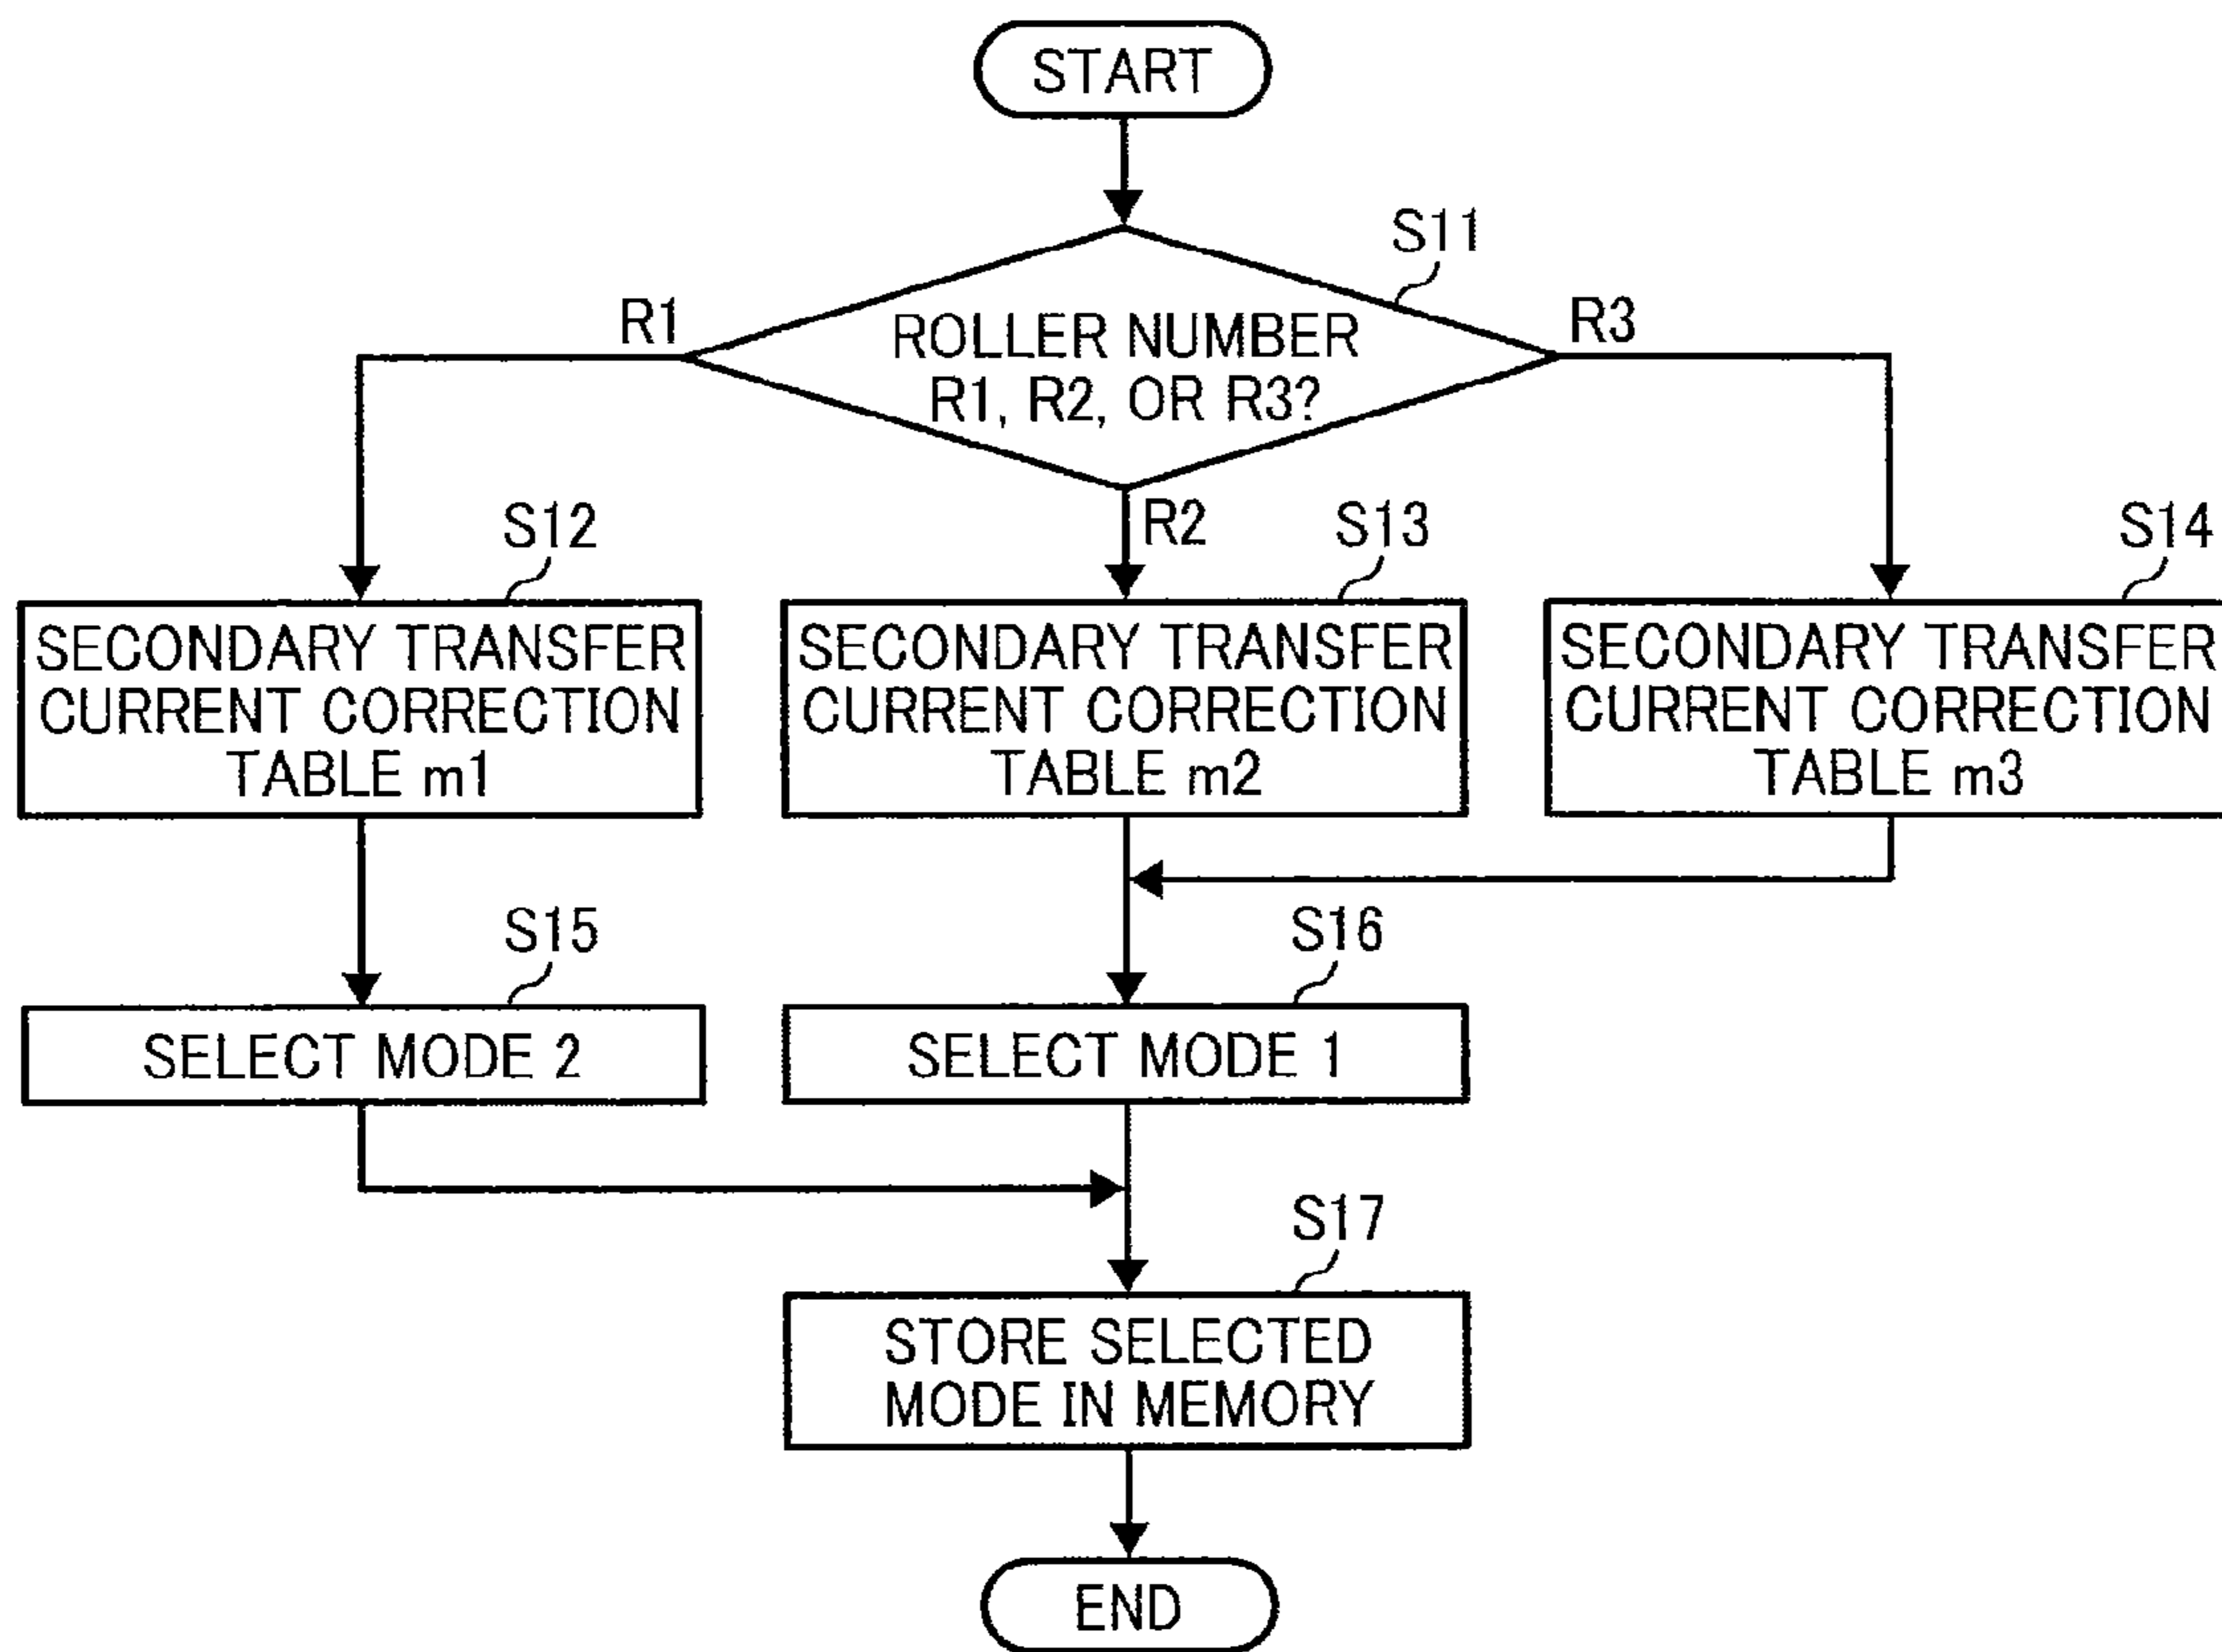 START
S11
R1
R3
ROLLER NUMBER
R1, R2, OR R3?
R2
S12
S13
S14
SECONDARY TRANSFER
CURRENT CORRECTION
TABLE m1
SECONDARY TRANSFER
CURRENT CORRECTION
TABLE m2
SECONDARY TRANSFER
CURRENT CORRECTION
TABLE m3
S15
S16
SELECT MODE 2
SELECT MODE 1
S17
STORE SELECTED
MODE IN MEMORY
END